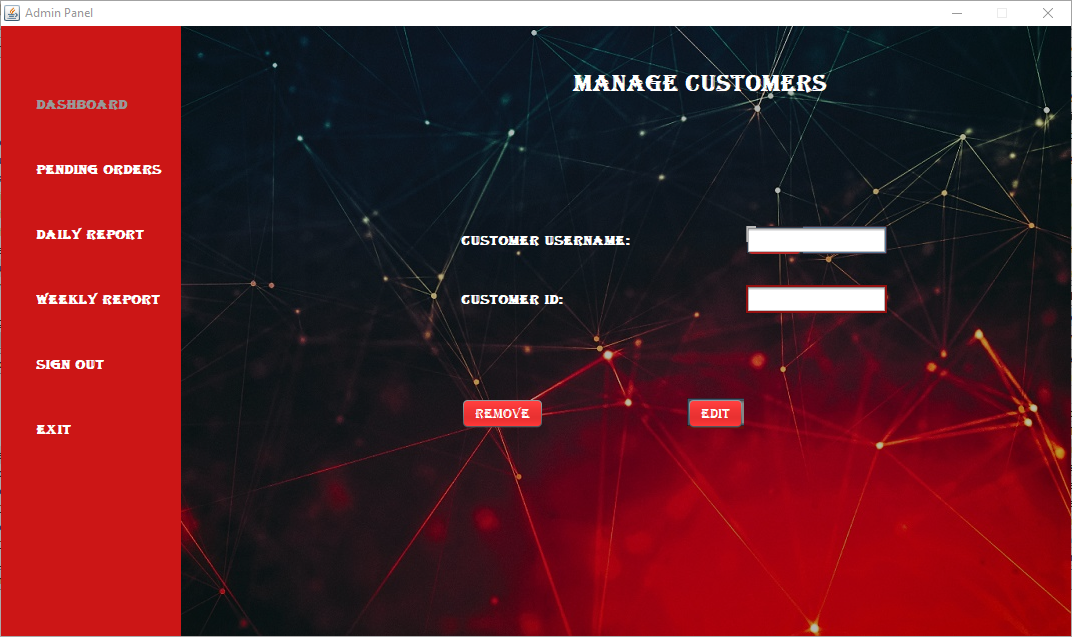 Admin Panel
MANAGE CUSTOMERS
DASHBOARD
PENDING ORDERS
DAILY REPORT
WEEKLY REPORT
SIGN OUT
EXIT
CUSTOMER USERNAME:
CUSTOMER ID:
REMOVE
EDIT